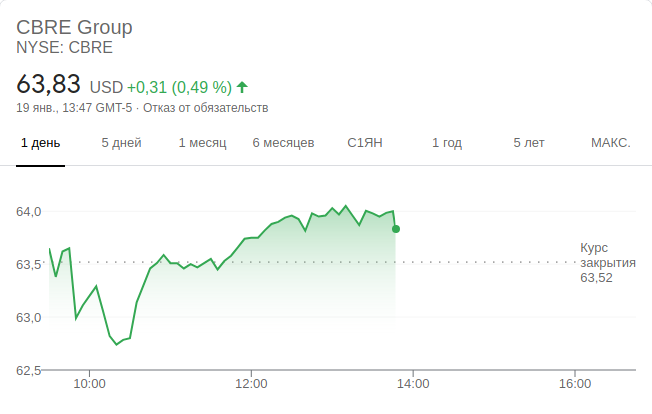 CBRE Group
NYSE: CBRE
63,83 USD +0,31 (0,49 %)
19 янв., 13:47 GMT-5 · Отказ от обязательств
1 день 5 дней 1 месяц 6 месяцев С1ЯН 1 год 5 лет МАКС.
64,0
63,5
63,0
62,5
Курс
закрытия
63,52
10:00 12:00 14:00 16:00